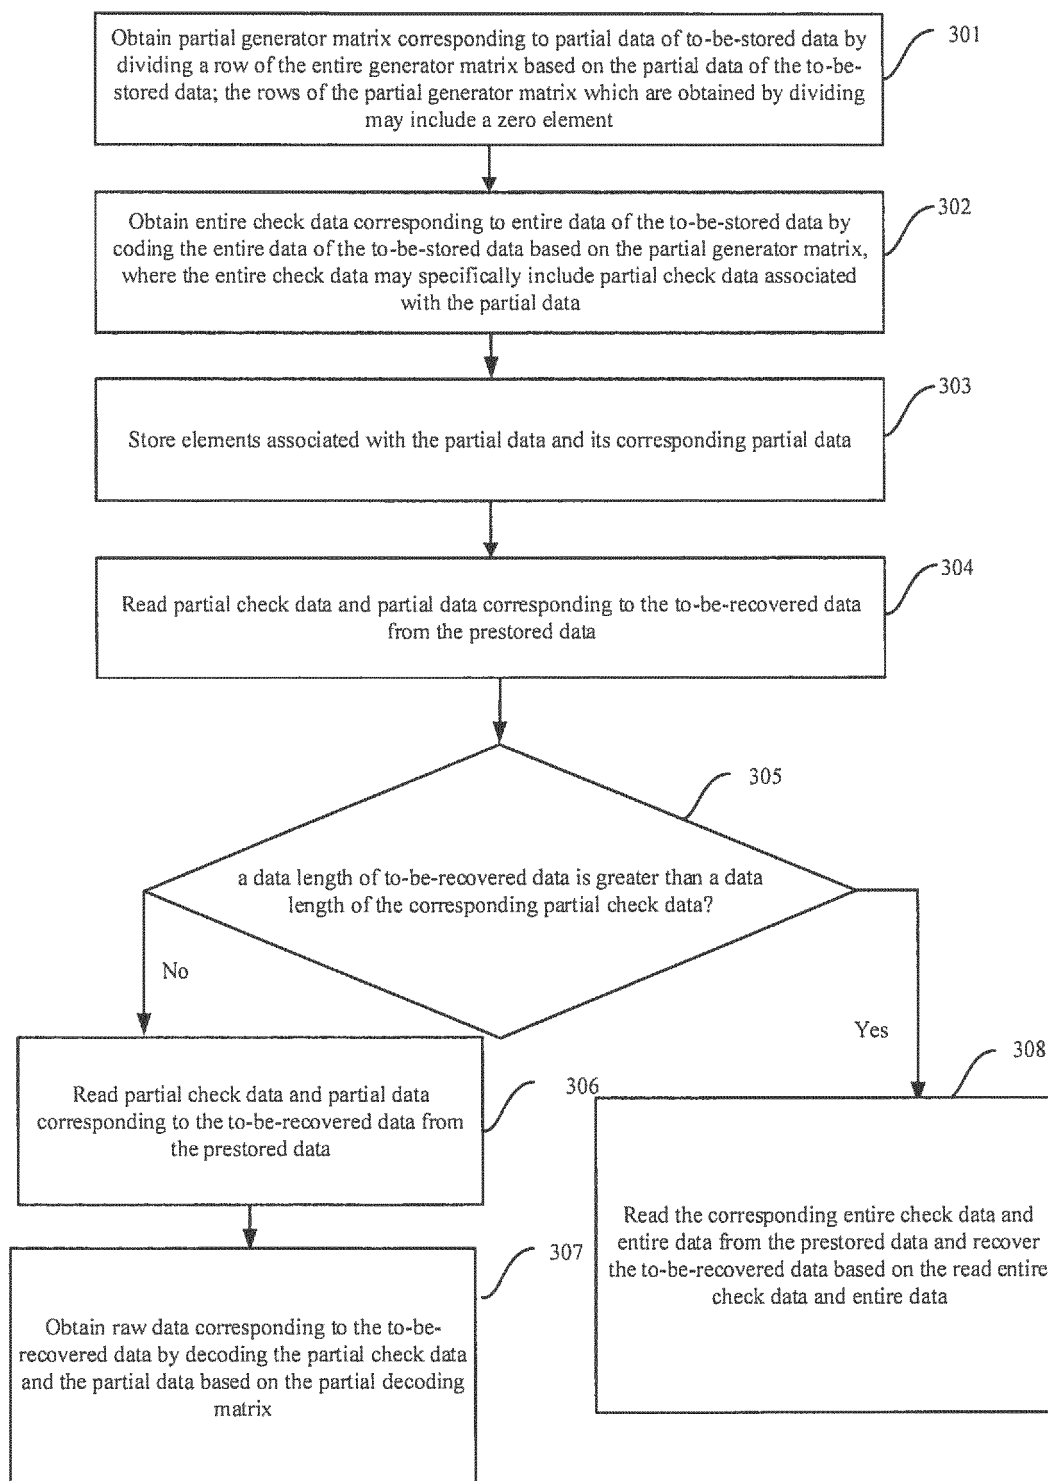 Obtain partial generator matrix corresponding to partial data of to-be-stored data by
dividing a row of the entire generator matrix based on the partial data of the to-be-
stored data; the rows of the partial generator matrix which are obtained by dividing
may include a zero element
301
Obtain entire check data corresponding to entire data of the to-be-stored data by
coding the entire data of the to-be-stored data based on the partial generator matrix,
where the entire check data may specifically include partial check data associated
with the partial data
302
Store elements associated with the partial data and its corresponding partial data
303
Read partial check data and partial data corresponding to the to-be-recovered data
from the prestored data
304
a data length of to-be-recovered data is greater than a data
length of the corresponding partial check data?
305
No
Yes
Read partial check data and partial data
corresponding to the to-be-recovered data from
the prestored data
306
Obtain raw data corresponding to the to-be-
recovered data by decoding the partial check data
and the partial data based on the partial decoding
matrix
307
Read the corresponding entire check data and
entire data from the prestored data and recover
the to-be-recovered data based on the read entire
check data and entire data
308